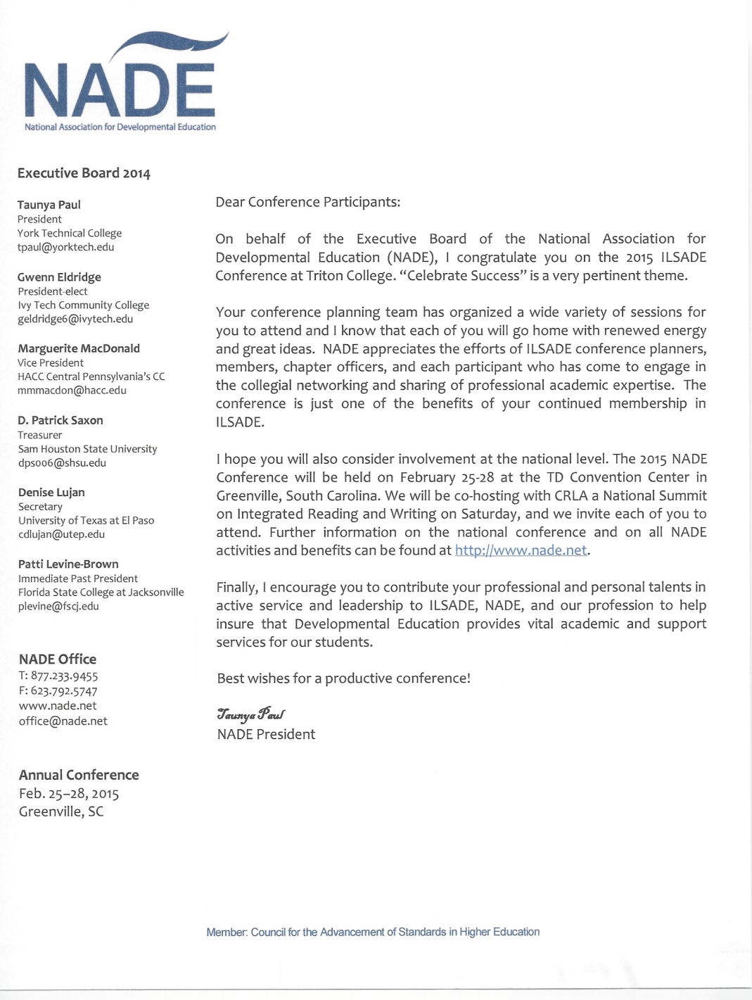 NADE
National Association for Developmental Education
Executive Board 2014
Taunya Paul
President
York Technical College
tpaul@yorktech.edu
Gwenn Eldridge
President-elect
Ivy Tech Community College
geldridge6@ivytech.edu
Marguerite MacDonald
Vice President
HACC Central Pennsylvania's CC
mmmacdon@hacc.edu
D. Patrick Saxon
Treasurer
Sam Houston State University
dps006@shsu.edu
Denise Lujan
Secretary
University of Texas at El Paso
cdlujan@utep.edu
Patti Levine-Brown
Immediate Past President
Florida State College at Jacksonville
plevine@fscj.edu
NADE Office
T: 877.233.9455
F: 623.792.5747
www.nade.net
office@nade.net
Annual Conference
Feb. 25–28, 2015
Greenville, SC
Dear Conference Participants:
On behalf of the Executive Board of the National Association for
Developmental Education (NADE), I congratulate you on the 2015 ILSADE
Conference at Triton College. “Celebrate Success” is a very pertinent theme.
Your conference planning team has organized a wide variety of sessions for
you to attend and I know that each of you will go home with renewed energy
and great ideas. NADE appreciates the efforts of ILSADE conference planners,
members, chapter officers, and each participant who has come to engage in
the collegial networking and sharing of professional academic expertise. The
conference is just one of the benefits of your continued membership in
ILSADE.
I hope you will also consider involvement at the national level. The 2015 NADE
Conference will be held on February 25-28 at the TD Convention Center in
Greenville, South Carolina. We will be co-hosting with CRLA a National Summit
on Integrated Reading and Writing on Saturday, and we invite each of you to
attend. Further information on the national conference and on all NADE
activities and benefits can be found at http://www.nade.net.
Finally, I encourage you to contribute your professional and personal talents in
active service and leadership to ILSADE, NADE, and our profession to help
insure that Developmental Education provides vital academic and support
services for our students.
Best wishes for a productive conference!
Taunya Paul
NADE President
Member: Council for the Advancement of Standards in Higher Education